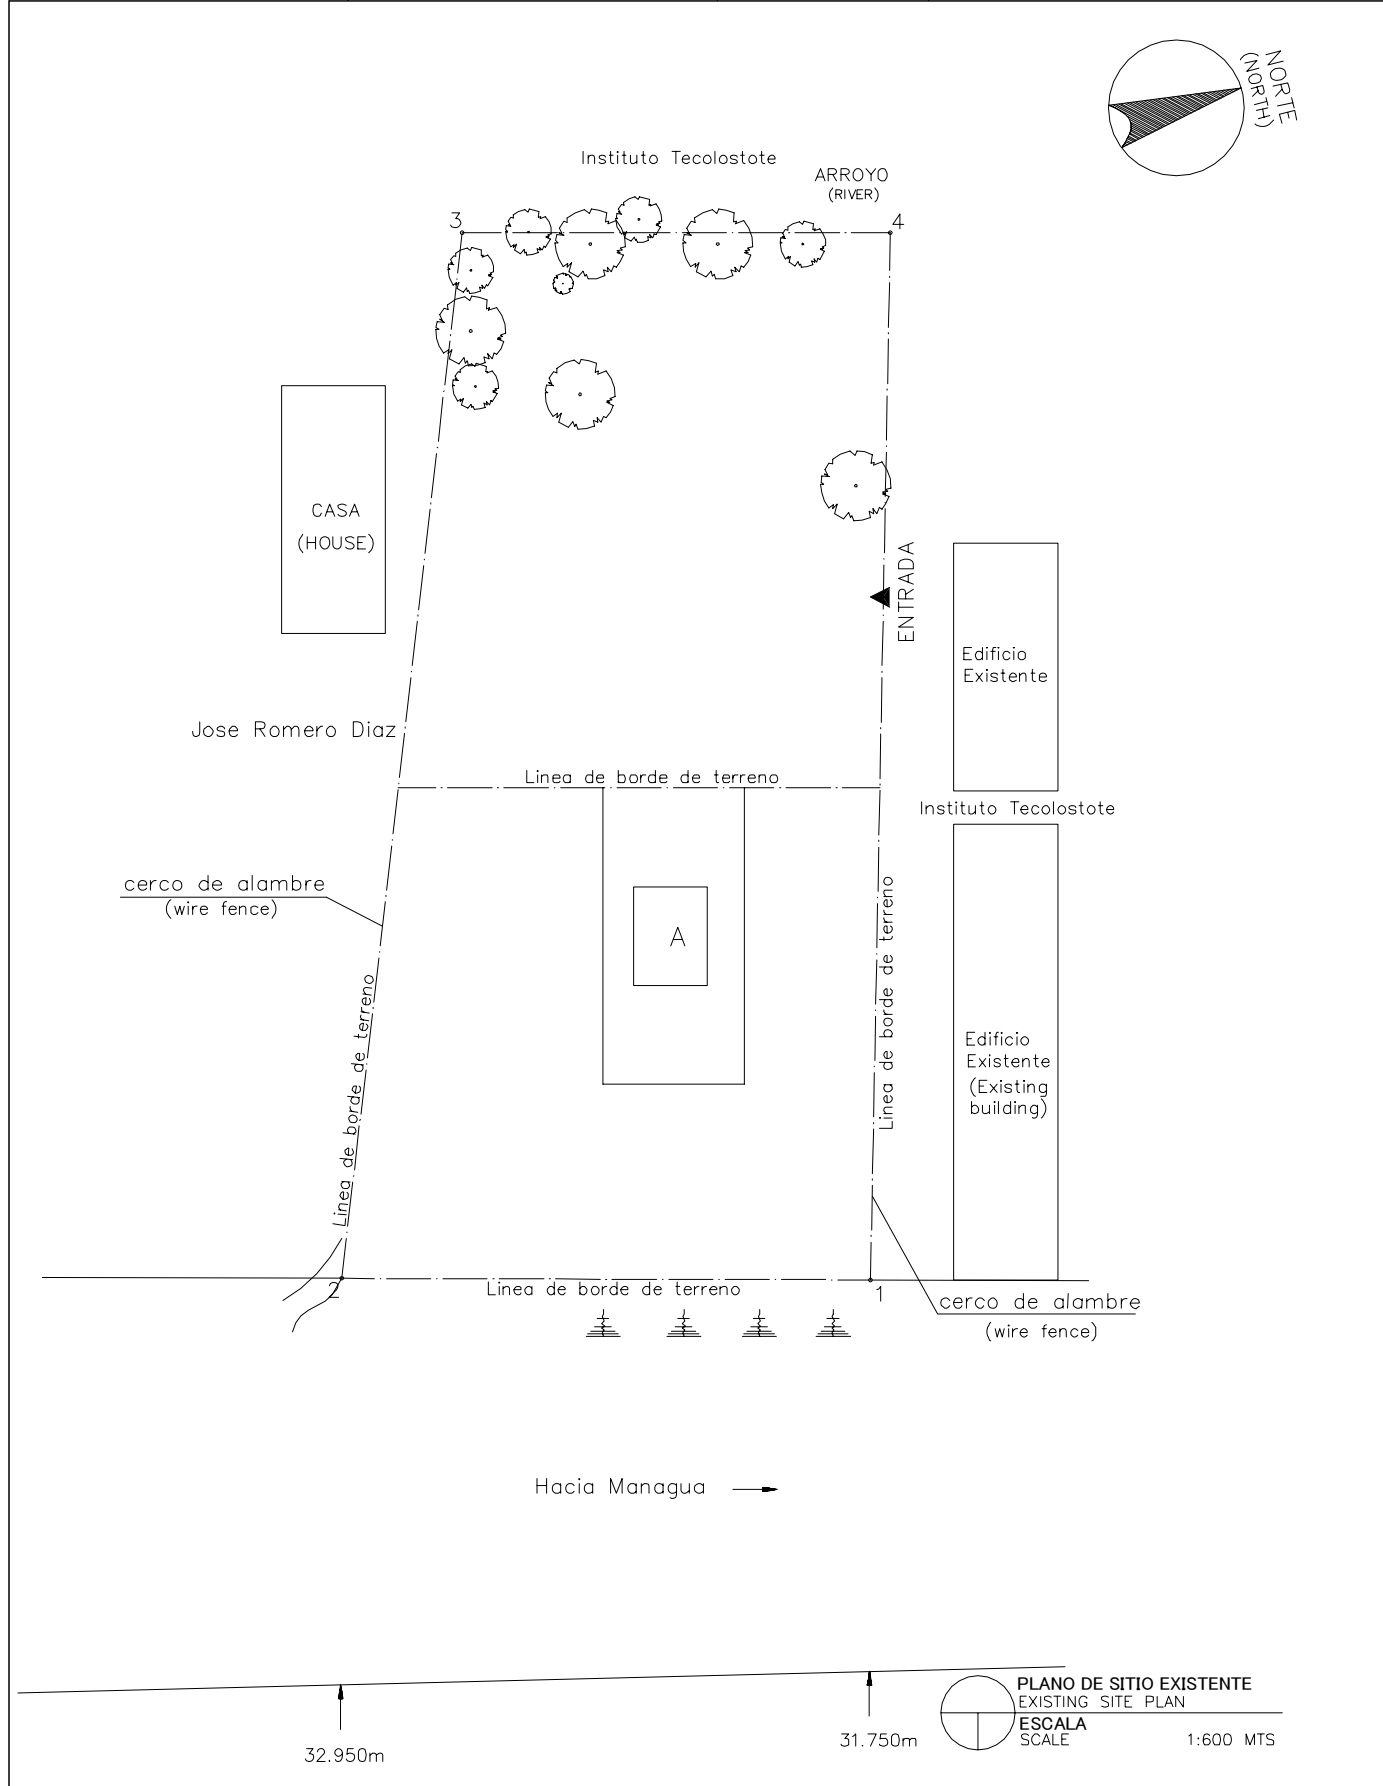 NORTE
(NORTH)
Instituto Tecolostote
ARROYO
(RIVER)
3
4
CASA
(HOUSE)
ENTRADA
Edificio
Existente
Jose Romero Diaz
Linea de borde de terreno
Instituto Tecolostote
cerco de alambre
(wire fence)
A
Linea de borde de terreno
Linea de borde de terreno
Edificio
Existente
(Existing
building)
2
Linea de borde de terreno
1
cerco de alambre
(wire fence)
Hacia Managua
32.950m
31.750m
PLANO DE SITIO EXISTENTE
EXISTING SITE PLAN
ESCALA
SCALE 1:600 MTS